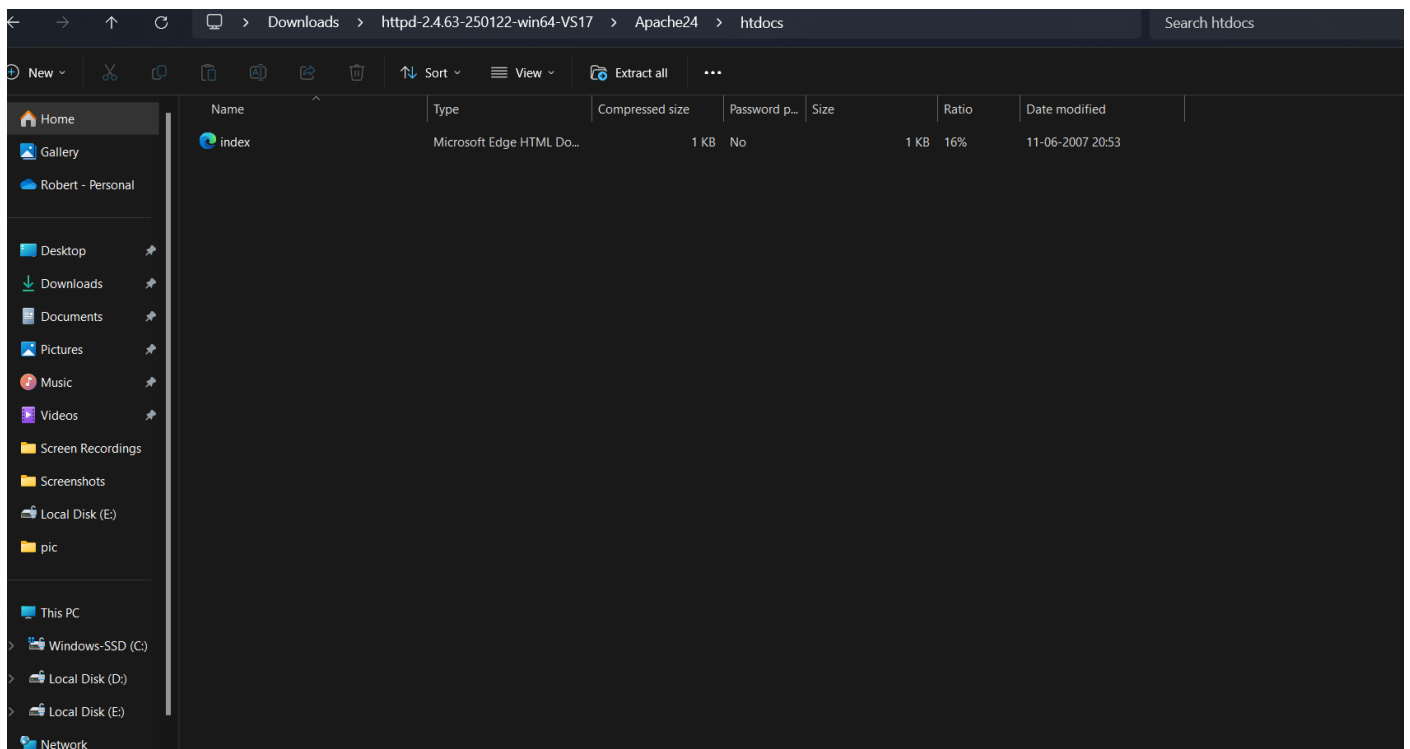 Downloads > httpd-2.4.63-250122-win64-VS17 > Apache24 > htdocs
Search htdocs
New
Sort
View
Extract all
Name Type Compressed size Password p... Size Ratio Date modified
index Microsoft Edge HTML Do... 1 KB No 1 KB 16% 11-06-2007 20:53
Home
Gallery
Robert - Personal
Desktop
Downloads
Documents
Pictures
Music
Videos
Screen Recordings
Screenshots
Local Disk (E:)
pic
This PC
Windows-SSD (C:)
Local Disk (D:)
Local Disk (E:)
Network